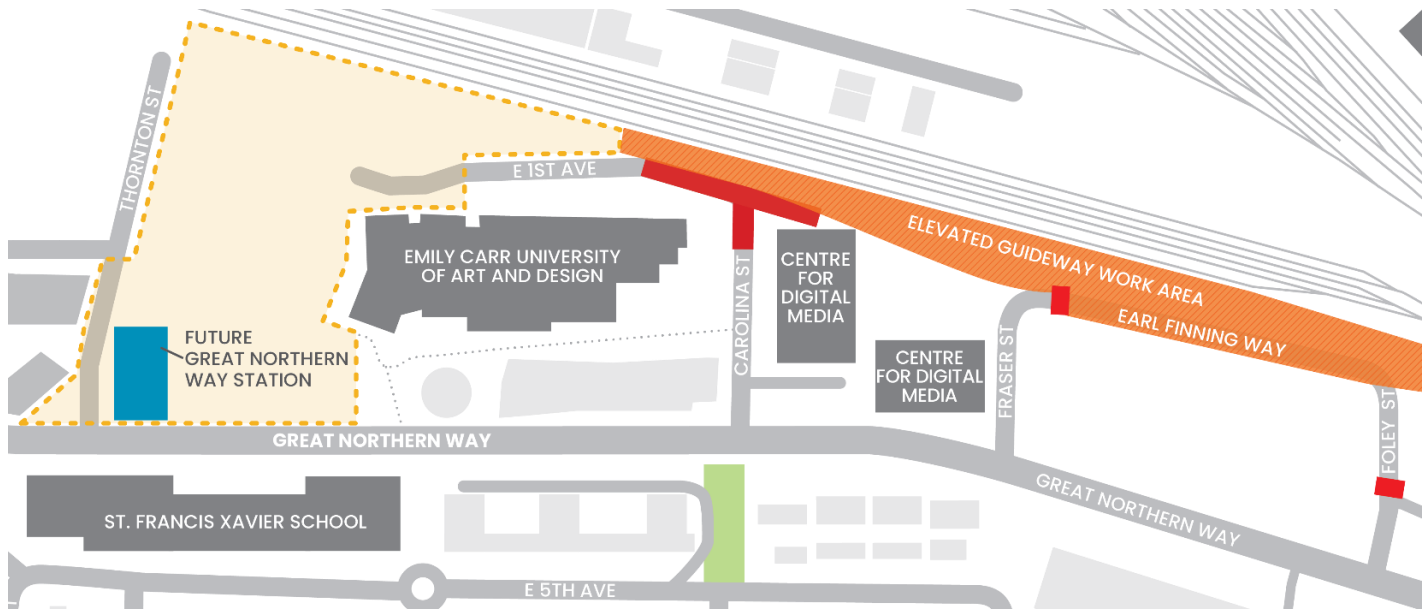 THORNTON ST
E 1ST AVE
EMILY CARR UNIVERSITY
OF ART AND DESIGN
ELEVATED GUIDEWAY WORK AREA
CENTRE
FOR
DIGITAL
MEDIA
CAROLINA ST
EARL FINNING WAY
FUTURE
GREAT NORTHERN
WAY STATION
CENTRE
FOR DIGITAL
MEDIA
FRASER ST
FOLEY ST
GREAT NORTHERN WAY
GREAT NORTHERN WAY
ST. FRANCIS XAVIER SCHOOL
E 5TH AVE